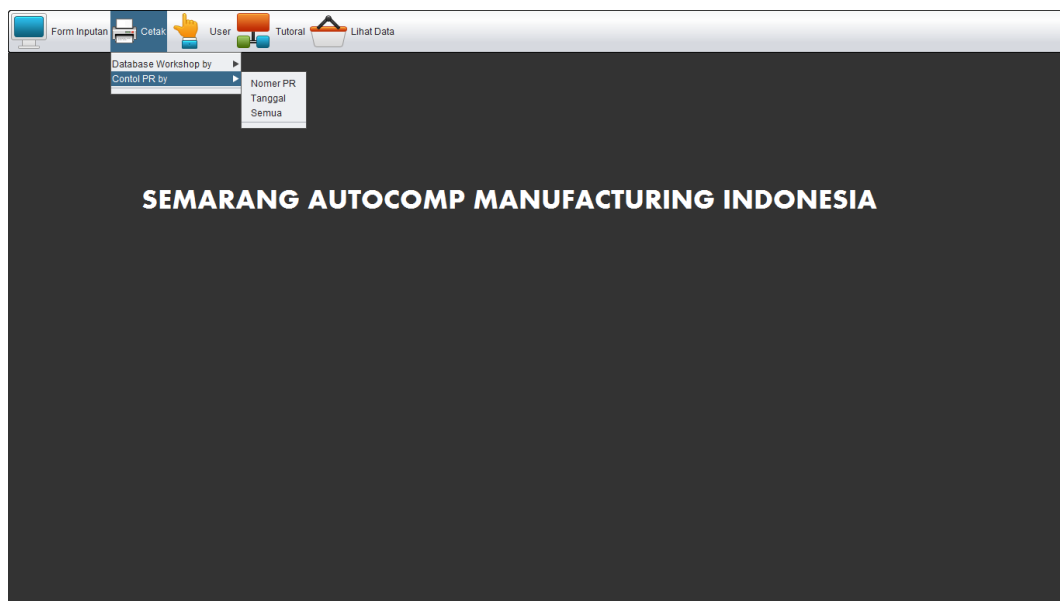 Form Inputan Cetak User Tutoral Lihat Data
Database Workshop by
Contol PR by
Nomer PR
Tanggal
Semua
SEMARANG AUTOCOMP MANUFACTURING INDONESIA